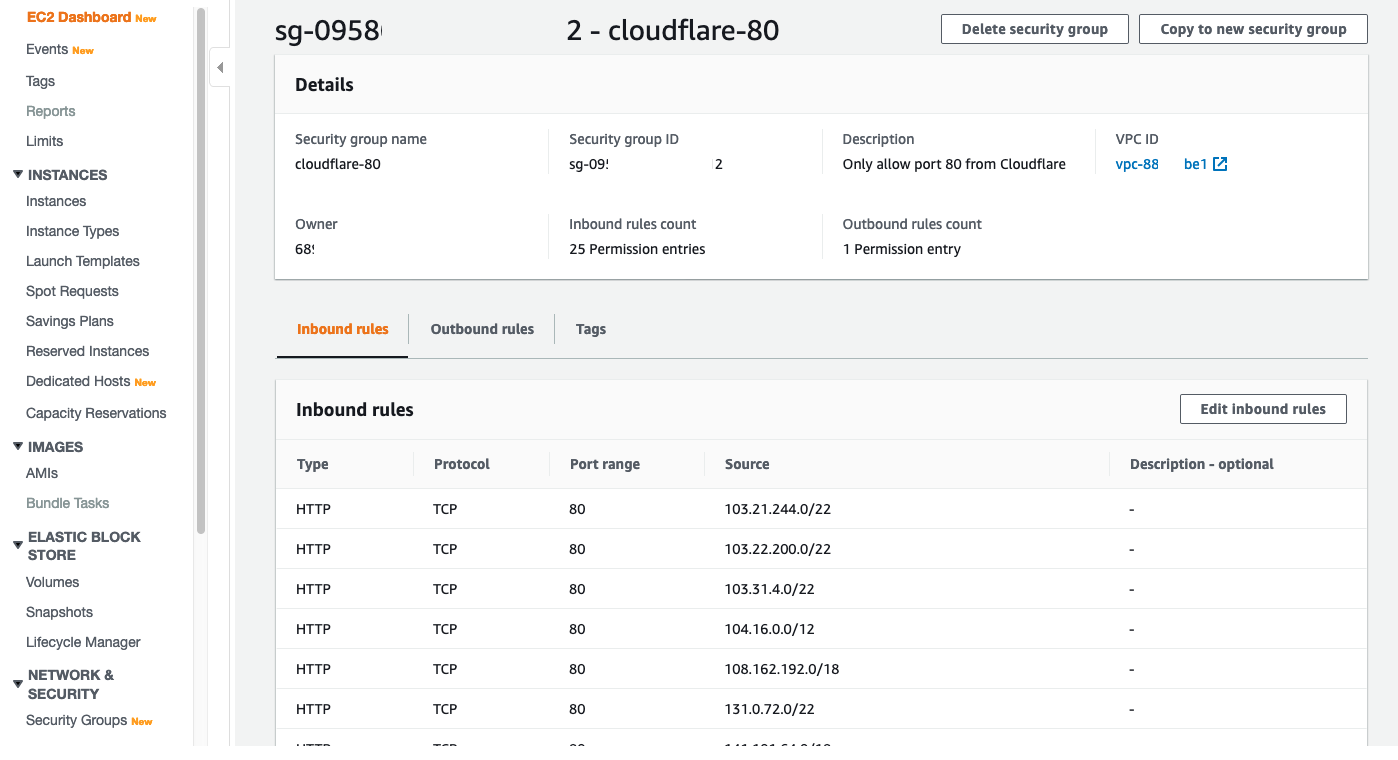 EC2 Dashboard New
Events New
Tags
Reports
Limits
INSTANCES
Instances
Instance Types
Launch Templates
Spot Requests
Savings Plans
Reserved Instances
Dedicated Hosts New
Capacity Reservations
IMAGES
AMIs
Bundle Tasks
ELASTIC BLOCK
STORE
Volumes
Snapshots
Lifecycle Manager
NETWORK &
SECURITY
Security Groups New
sg-0958 2 - cloudflare-80
Delete security group
Copy to new security group
Details
Security group name
cloudflare-80
Security group ID
sg-09 2
Description
Only allow port 80 from Cloudflare
VPC ID
vpc-88 be1
Owner
68
Inbound rules count
25 Permission entries
Outbound rules count
1 Permission entry
Inbound rules
Outbound rules
Tags
Inbound rules
Edit inbound rules
Type Protocol Port range Source Description - optional
HTTP TCP 80 103.21.244.0/22 -
HTTP TCP 80 103.22.200.0/22 -
HTTP TCP 80 103.31.4.0/22 -
HTTP TCP 80 104.16.0.0/12 -
HTTP TCP 80 108.162.192.0/18 -
HTTP TCP 80 131.0.72.0/22 -